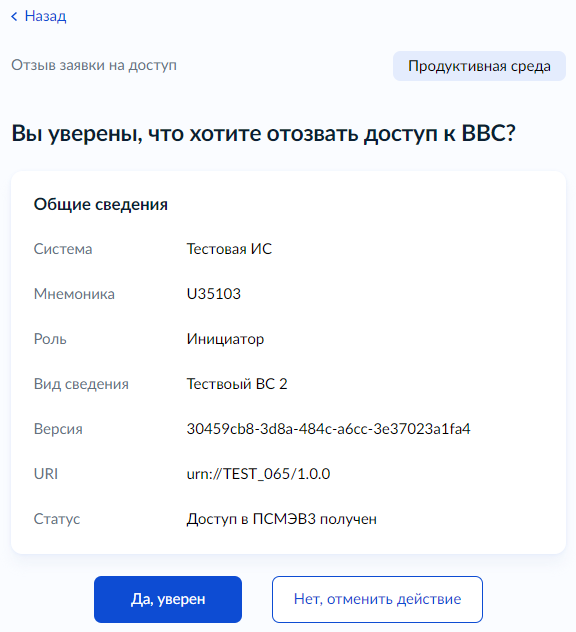 Назад
Отзыв заявки на доступ
Продуктивная среда
Вы уверены, что хотите отозвать доступ к ВВС?
Общие сведения
Система Тестовая ИС
Мнемоника U35103
Роль Инициатор
Вид сведения Тествоый ВС 2
Версия 30459cb8-3d8a-484c-a6cc-3e37023a1fa4
URI urn://TEST_065/1.0.0
Статус Доступ в ПСМЭВ3 получен
Да, уверен
Нет, отменить действие